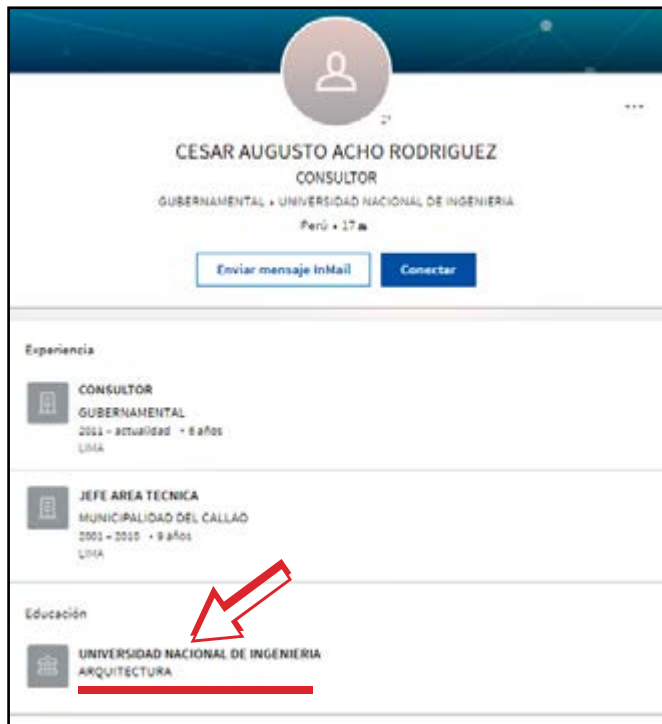 CESAR AUGUSTO ACHO RODRIGUEZ
CONSULTOR
GUBERNAMENTAL • UNIVERSIDAD NACIONAL DE INGENIERIA
Perú • 17
Enviar mensaje InMail
Conectar
Experiencia
CONSULTOR
GUBERNAMENTAL
2011 – actualidad • 6 años
LIMA
JEFE AREA TECNICA
MUNICIPALIDAD DEL CALLAO
2001 – 2010 • 9 años
LIMA
Educación
UNIVERSIDAD NACIONAL DE INGENIERIA
ARQUITECTURA